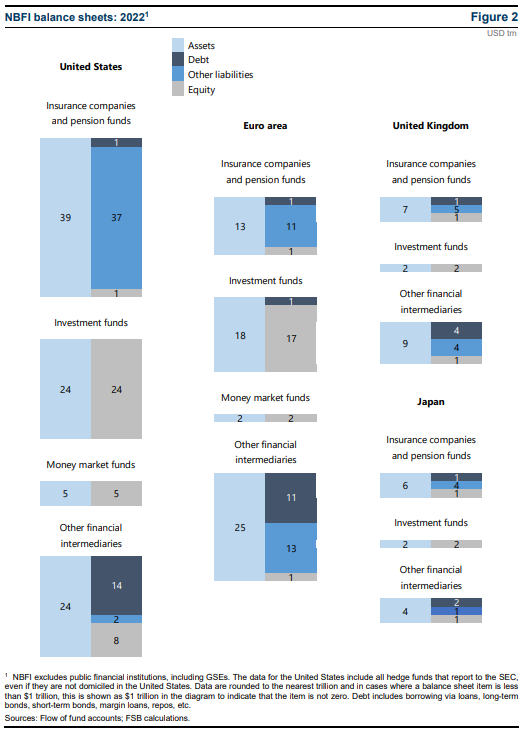 NBFI balance sheets: 2022¹
Figure 2
USD trn
Assets
Debt
Other liabilities
Equity
United States
Insurance companies
and pension funds
39
1
37
1
Investment funds
24
24
Money market funds
5
5
Other financial
intermediaries
24
14
2
8
Euro area
Insurance companies
and pension funds
13
1
11
1
Investment funds
18
1
17
Money market funds
2
2
Other financial
intermediaries
25
11
13
1
United Kingdom
Insurance companies
and pension funds
7
1
5
1
Investment funds
2
2
Other financial
intermediaries
9
4
4
1
Japan
Insurance companies
and pension funds
6
1
4
1
Investment funds
2
2
Other financial
intermediaries
4
2
1
1
¹ NBFI excludes public financial institutions, including GSEs. The data for the United States include all hedge funds that report to the SEC,
even if they are not domiciled in the United States. Data are rounded to the nearest trillion and in cases where a balance sheet item is less
than $1 trillion, this is shown as $1 trillion in the diagram to indicate that the item is not zero. Debt includes borrowing via loans, long-term
bonds, short-term bonds, margin loans, repos, etc.
Sources: Flow of fund accounts; FSB calculations.